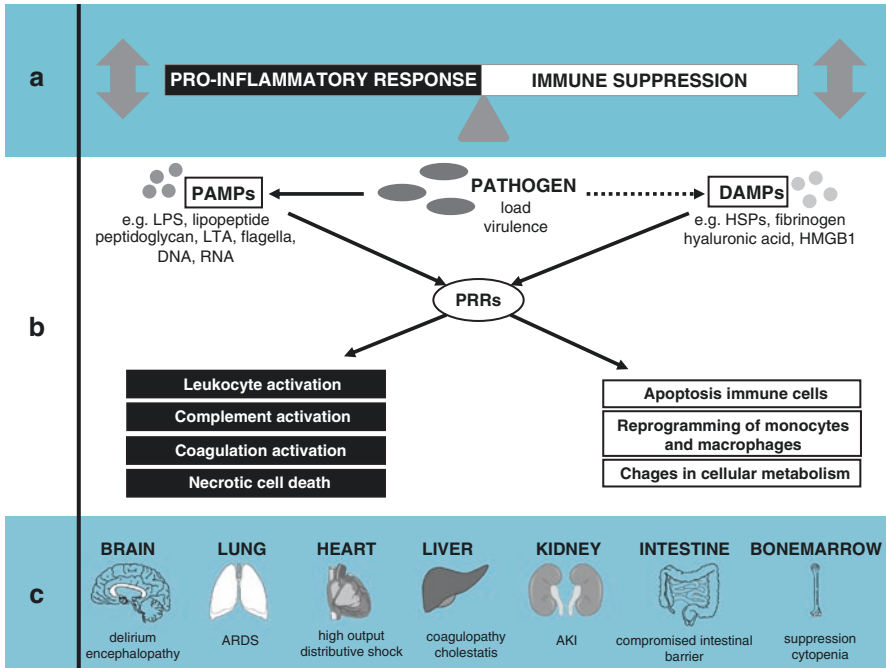 a
PRO-INFLAMMATORY RESPONSE
IMMUNE SUPPRESSION
b
PAMPs
e.g. LPS, lipopeptide
peptidoglycan, LTA, flagella,
DNA, RNA
PATHOGEN
load
virulence
DAMPs
e.g. HSPs, fibrinogen
hyaluronic acid, HMGB1
PRRs
Leukocyte activation
Complement activation
Coagulation activation
Necrotic cell death
Apoptosis immune cells
Reprogramming of monocytes
and macrophages
Chages in cellular metabolism
c
BRAIN
delirium
encephalopathy
LUNG
ARDS
HEART
high output
distributive shock
LIVER
coagulopathy
cholestatis
KIDNEY
AKI
INTESTINE
compromised intestinal
barrier
BONEMARROW
suppression
cytopenia